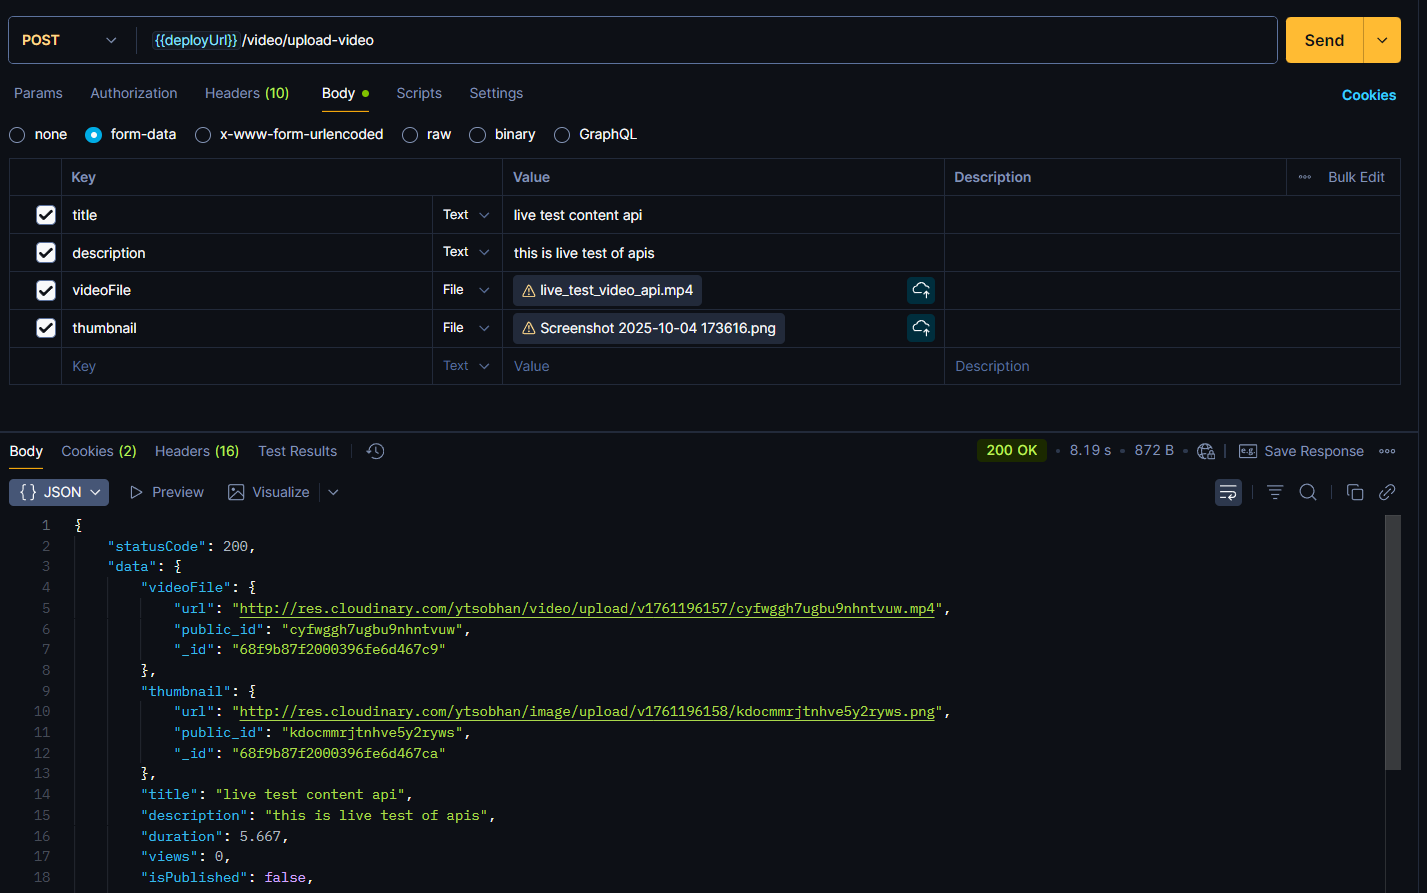 POST {{deployUrl}}/video/upload-video Send
Params Authorization Headers (10) Body Scripts Settings Cookies
none form-data x-www-form-urlencoded raw binary GraphQL
Key Value Description Bulk Edit
title Text live test content api
description Text this is live test of apis
videoFile File live_test_video_api.mp4
thumbnail File Screenshot 2025-10-04 173616.png
Key Text Value Description
Body Cookies (2) Headers (16) Test Results 200 OK 8.19 s 872 B e.g. Save Response
{} JSON Preview Visualize
1 {
2 "statusCode": 200,
3 "data": {
4 "videoFile": {
5 "url": "http://res.cloudinary.com/ytsobhan/video/upload/v1761196157/cyfwggh7ugbu9nhntvuw.mp4",
6 "public_id": "cyfwggh7ugbu9nhntvuw",
7 "_id": "68f9b87f2000396fe6d467c9"
8 },
9 "thumbnail": {
10 "url": "http://res.cloudinary.com/ytsobhan/image/upload/v1761196158/kdocmmrjtnhve5y2ryws.png",
11 "public_id": "kdocmmrjtnhve5y2ryws",
12 "_id": "68f9b87f2000396fe6d467ca"
13 },
14 "title": "live test content api",
15 "description": "this is live test of apis",
16 "duration": 5.667,
17 "views": 0,
18 "isPublished": false,